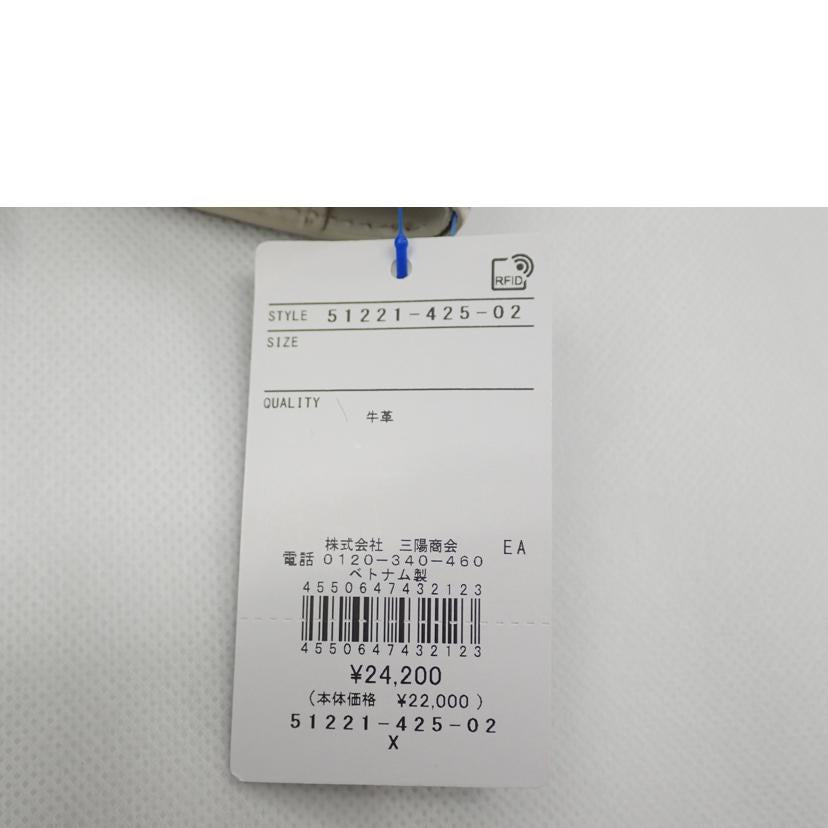 RFID
STYLE 51221-425-02
SIZE
QUALITY
牛革
株式会社 三陽商会 EA
電話 0120-340-460
ベトナム製
4550647432123
4550647432123
¥24,200
(本体価格 ¥22,000)
51221-425-02
X